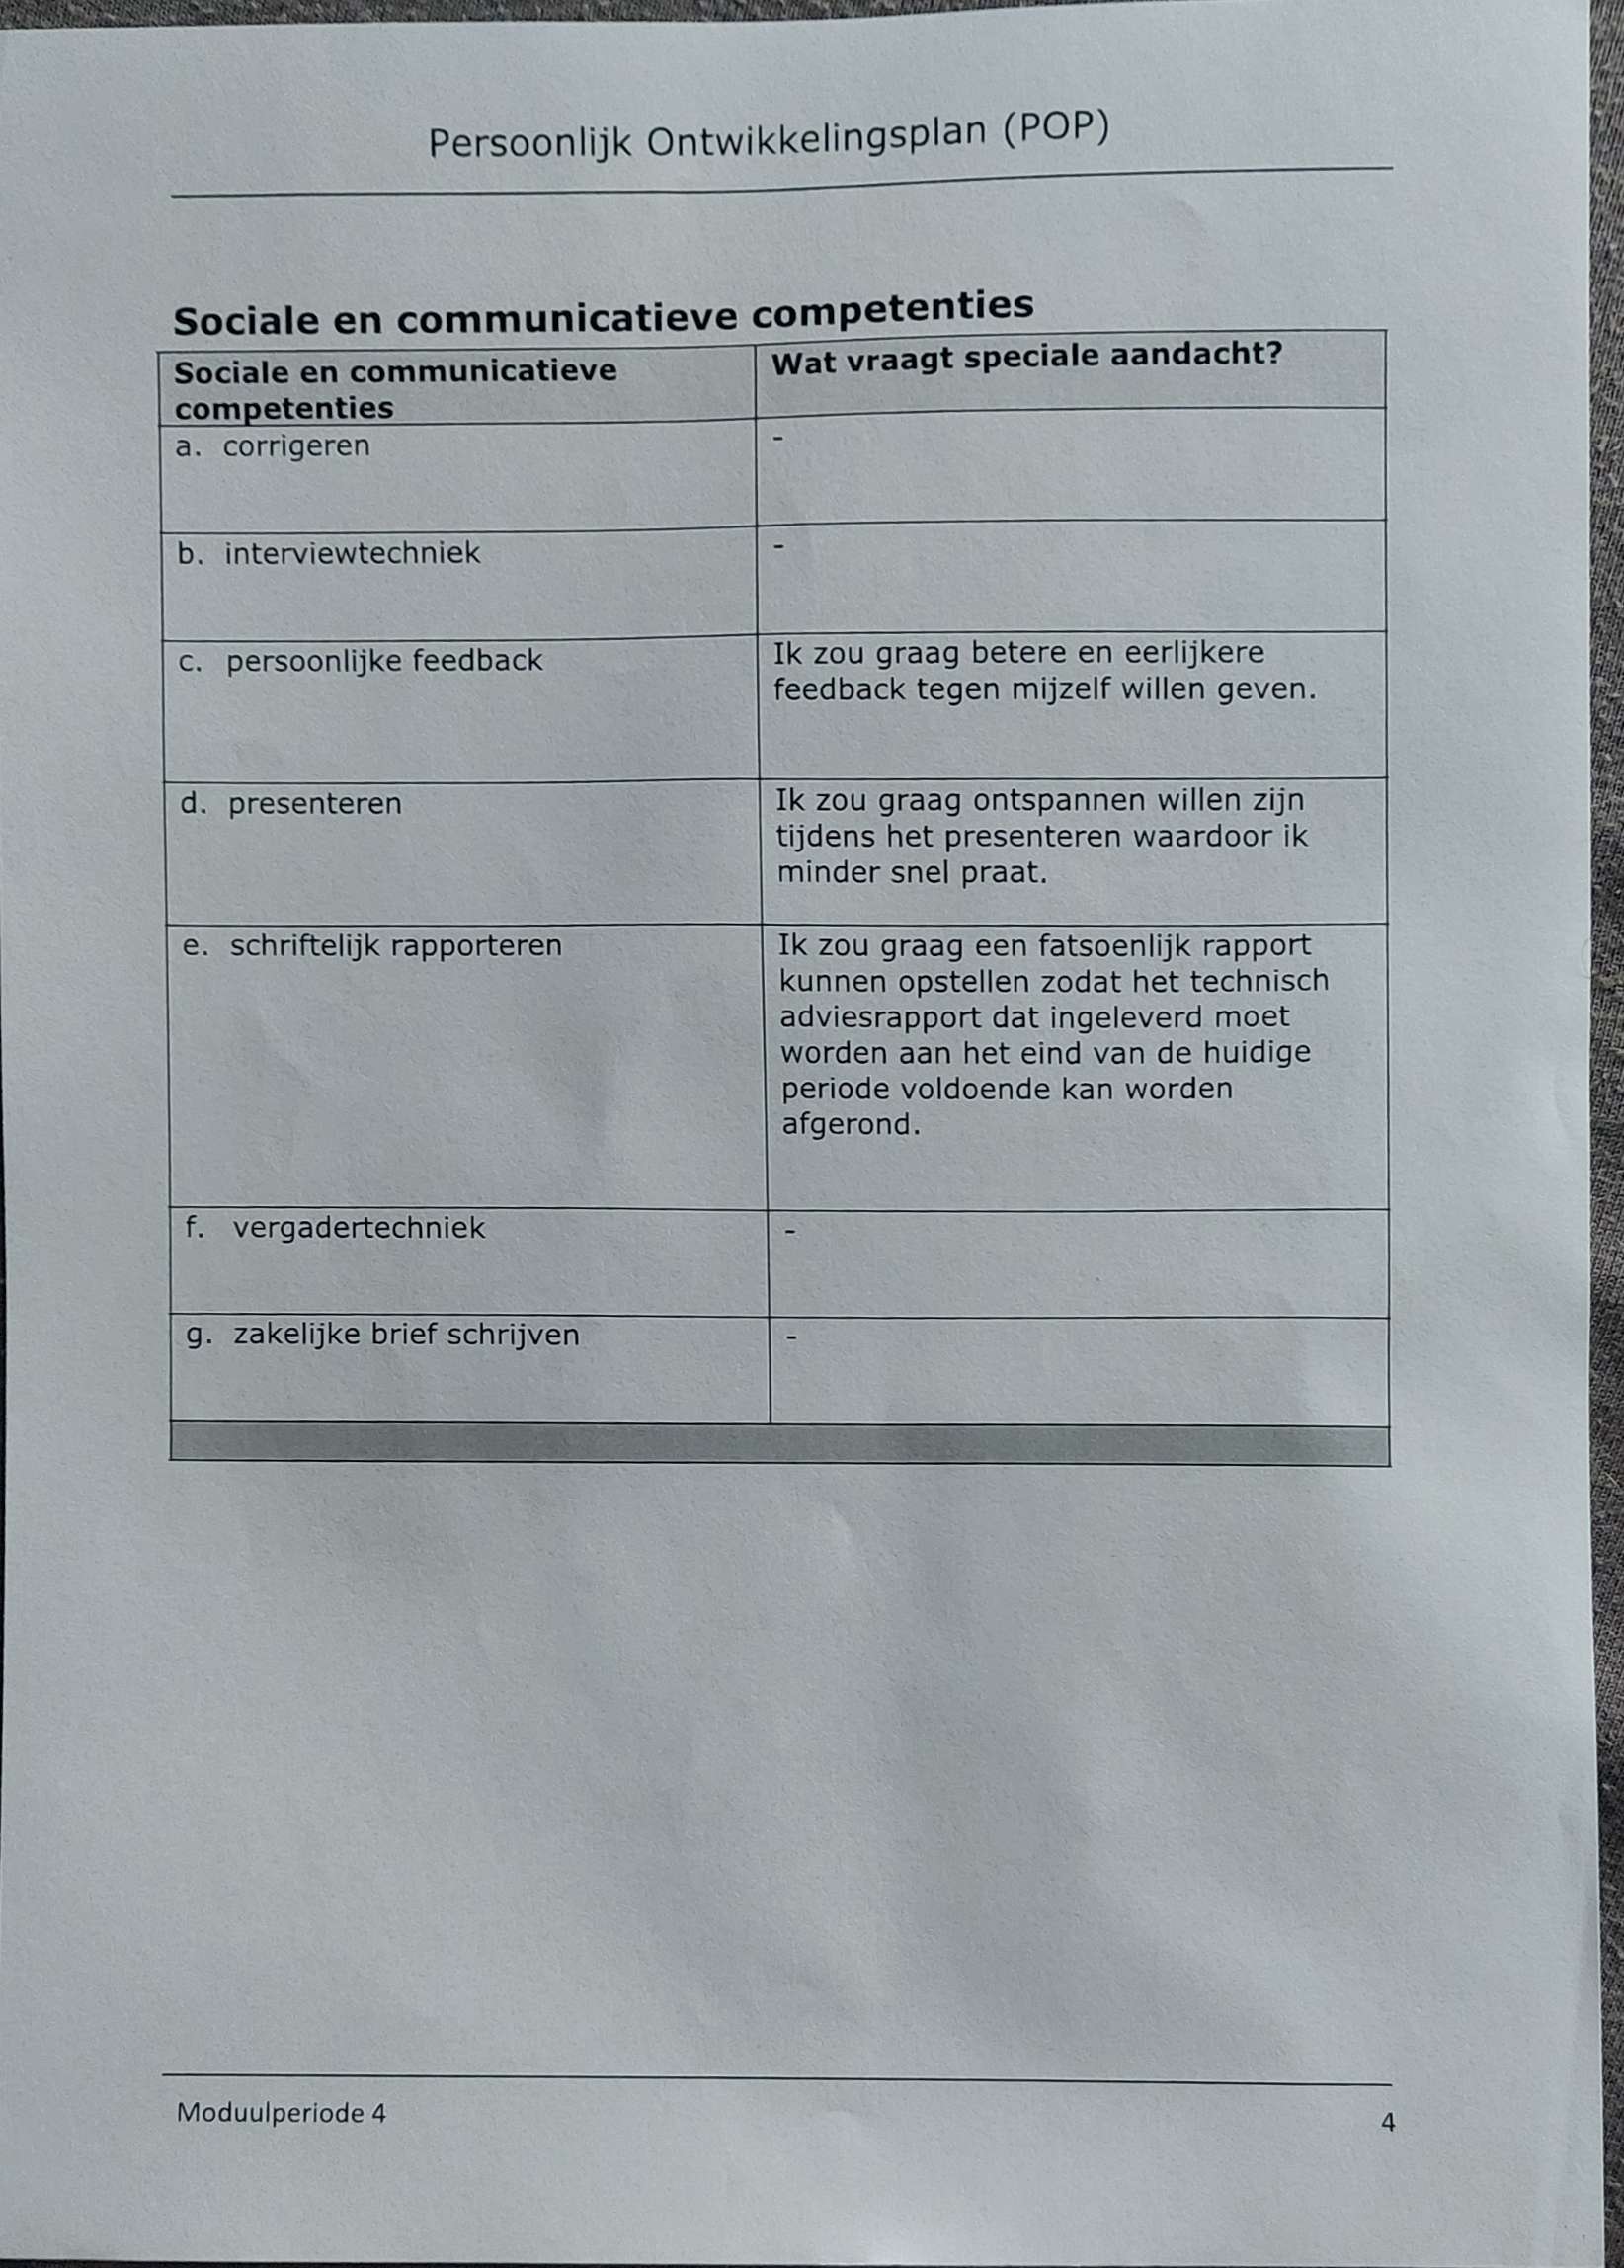 Persoonlijk Ontwikkelingsplan (POP)
Sociale en communicatieve competenties
Sociale en communicatieve
competenties
Wat vraagt speciale aandacht?
a. corrigeren
-
b. interviewtechniek
-
c. persoonlijke feedback
Ik zou graag betere en eerlijkere
feedback tegen mijzelf willen geven.
d. presenteren
Ik zou graag ontspannen willen zijn
tijdens het presenteren waardoor ik
minder snel praat.
e. schriftelijk rapporteren
Ik zou graag een fatsoenlijk rapport
kunnen opstellen zodat het technisch
adviesrapport dat ingeleverd moet
worden aan het eind van de huidige
periode voldoende kan worden
afgerond.
f. vergadertechniek
-
g. zakelijke brief schrijven
-
Moduulperiode 4
4